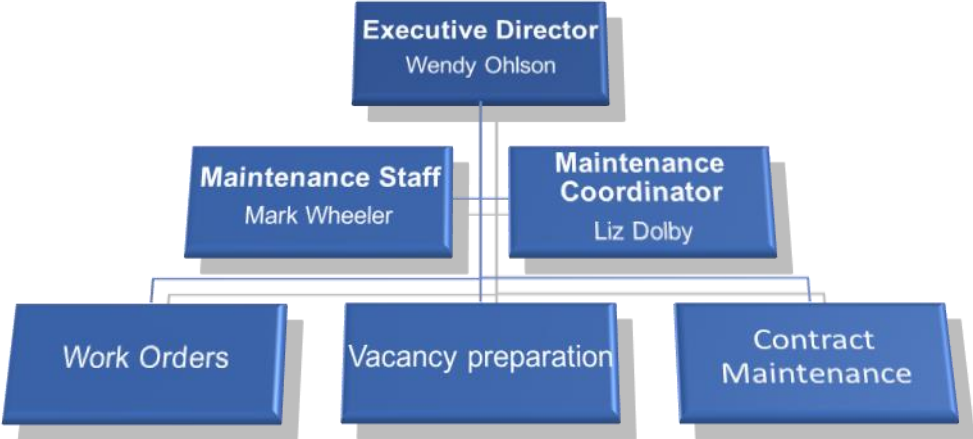 Executive Director
Wendy Ohlson
Maintenance Staff
Mark Wheeler
Maintenance
Coordinator
Liz Dolby
Work Orders
Vacancy preparation
Contract
Maintenance